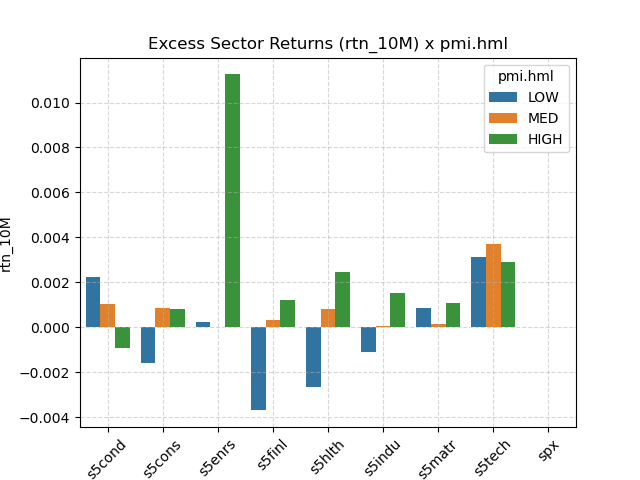 Excess Sector Returns (rtn_10M) x pmi.hml
pmi.hml
LOW
MED
HIGH
rtn_10M
0.010
0.008
0.006
0.004
0.002
0.000
−0.002
−0.004
s5cond
s5cons
s5enrs
s5finl
s5hlth
s5indu
s5matr
s5tech
spx